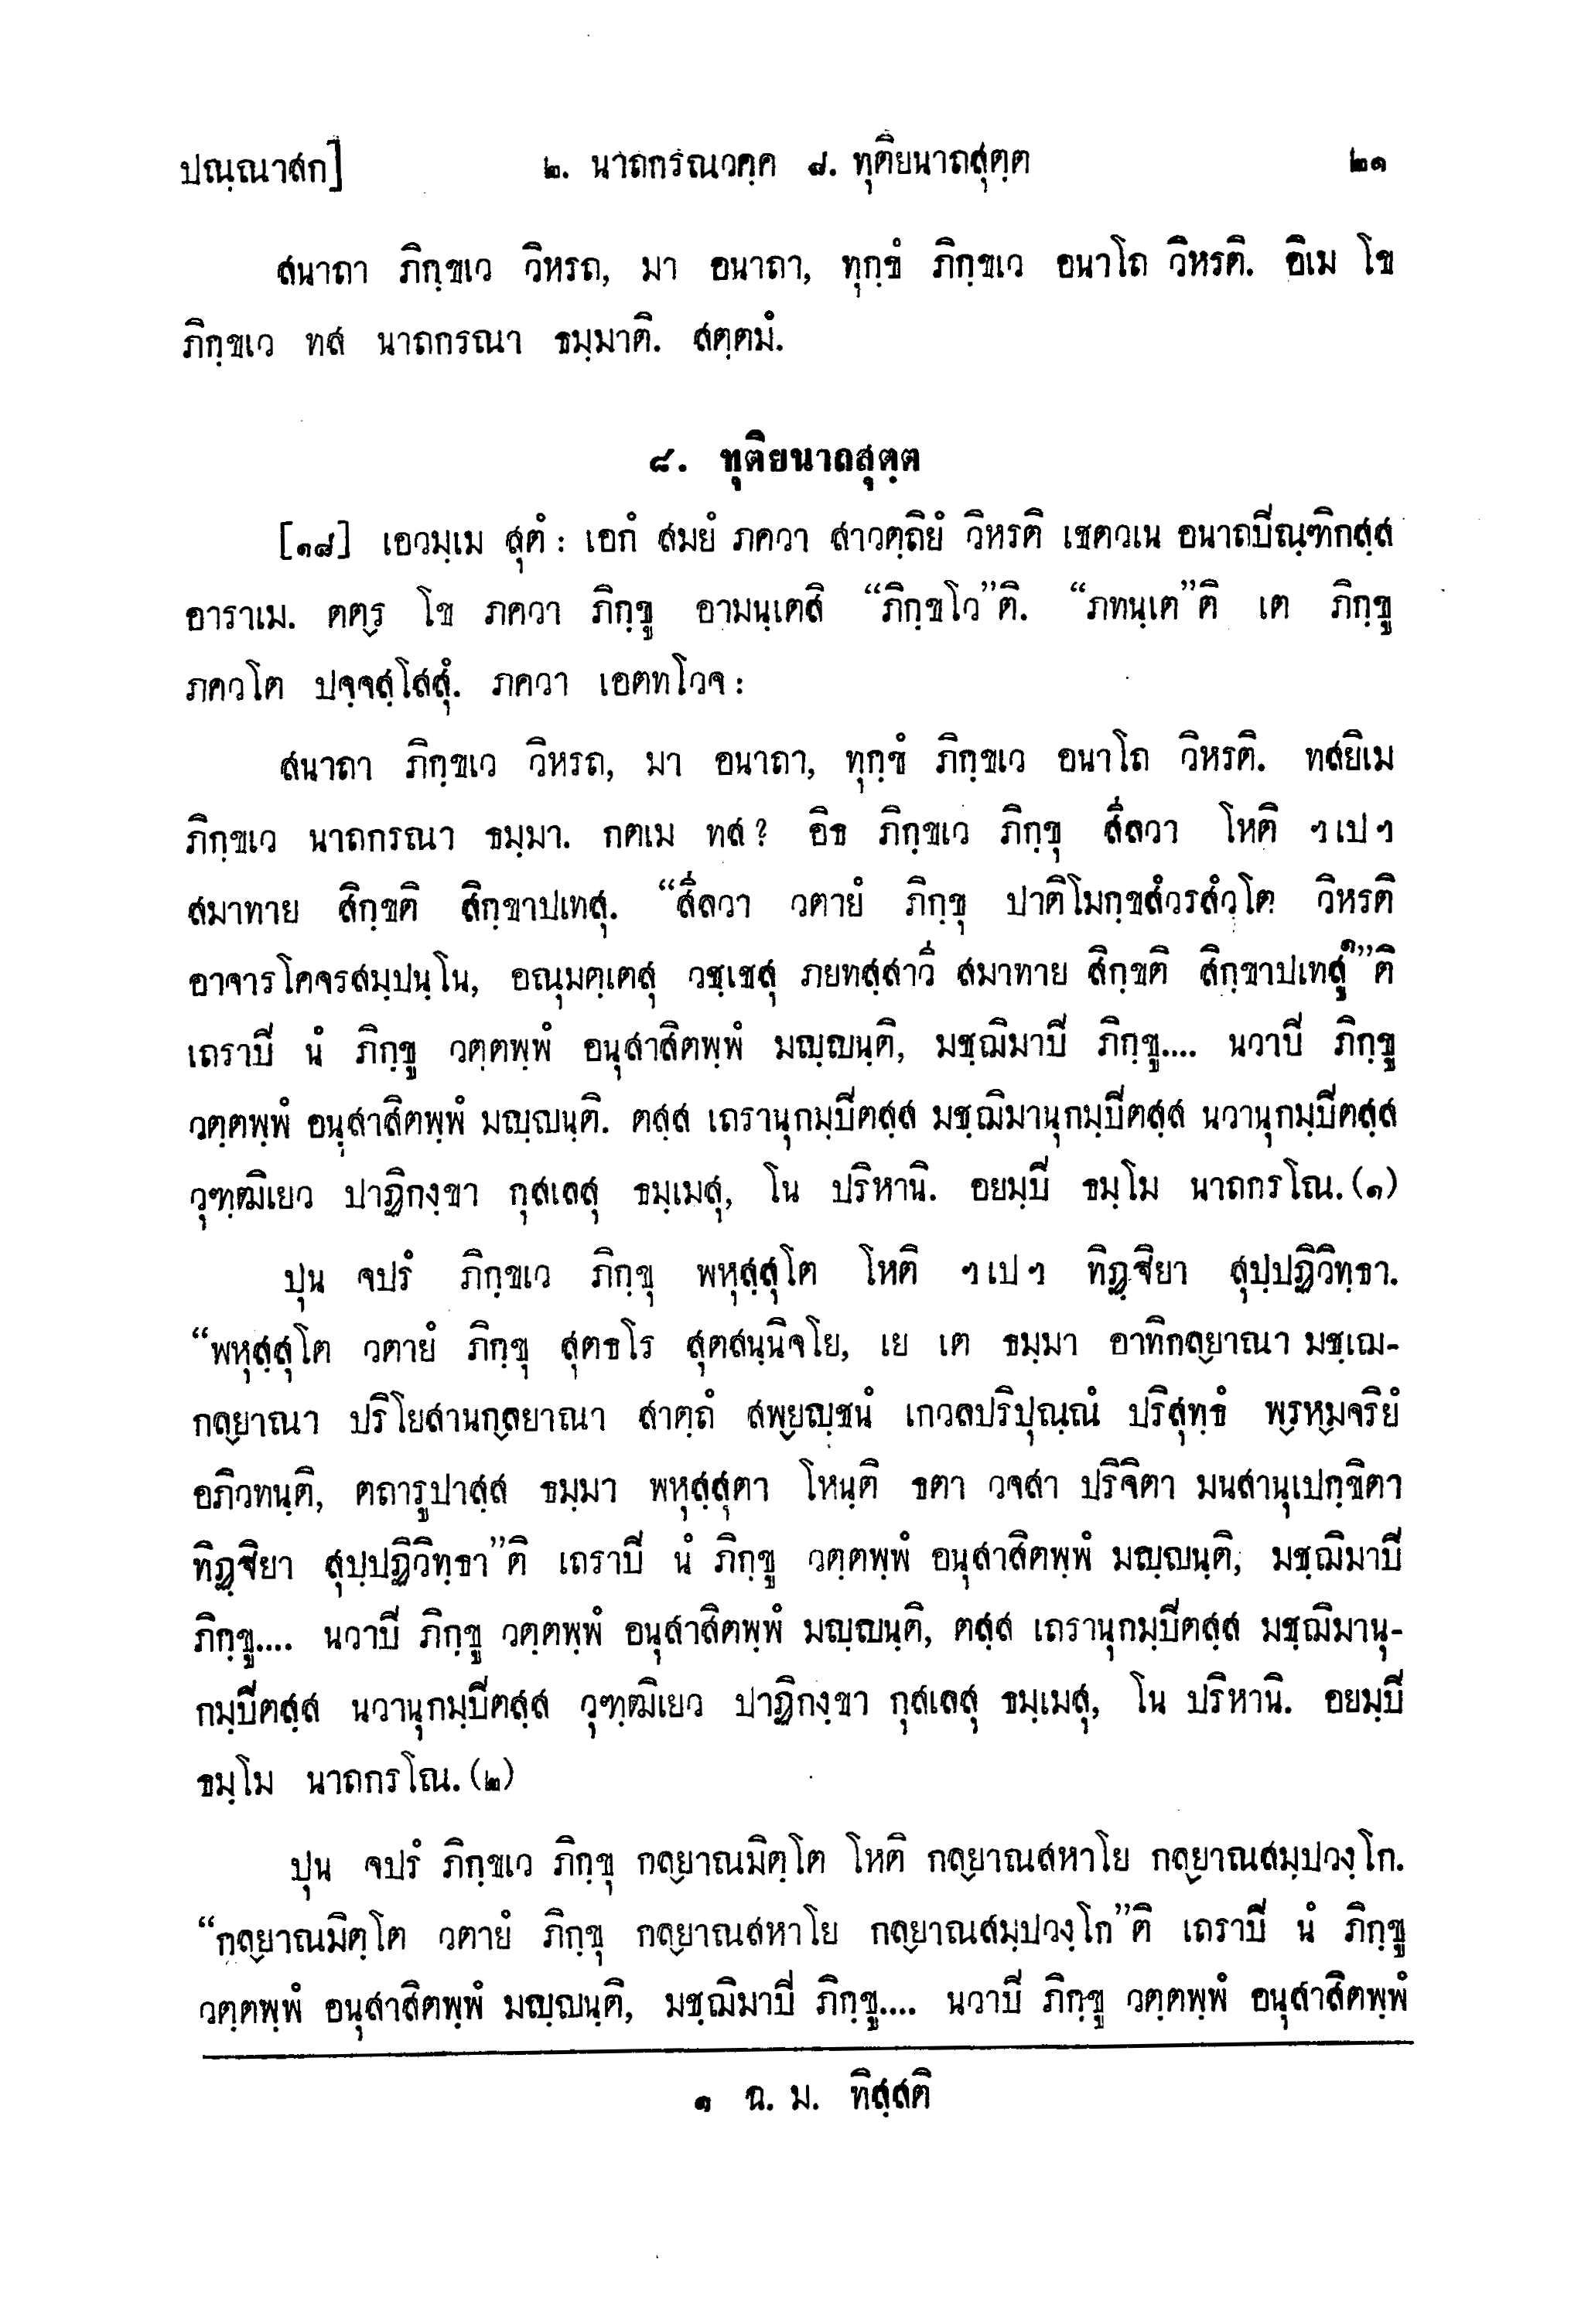 ปณฺณาสก] ๒. นาถกรณวคฺค ๘. ทุติยนาถสุตฺต ๒๑
สนาถา ภิกฺขเว วิหรถ, มา อนาถา, ทุกฺขํ ภิกฺขเว อนาโถ วิหรติ. อิเม โข
ภิกฺขเว ทส นาถกรณา ธมฺมาติ. สตฺตมํ.
๘. ทุติยนาถสุตฺต
[๑๘] เอวมฺเม สุตํ : เอกํ สมยํ ภควา สาวตฺถิยํ วิหรติ เชตวเน อนาถปิณฺฑิกสฺส
อาราเม. ตตฺร โข ภควา ภิกฺขู อามนฺเตสิ “ภิกฺขโว”ติ. “ภทนฺเต”ติ เต ภิกฺขู
ภควโต ปจฺจสฺโสสุํ. ภควา เอตทโวจ :
สนาถา ภิกฺขเว วิหรถ, มา อนาถา, ทุกฺขํ ภิกฺขเว อนาโถ วิหรติ. ทสยิเม
ภิกฺขเว นาถกรณา ธมฺมา. กตเม ทส ? อิธ ภิกฺขเว ภิกฺขุ สีลวา โหติ ฯเปฯ
สมาทาย สิกฺขติ สิกฺขาปเทสุ. “สีลวา วตายํ ภิกฺขุ ปาติโมกฺขสํวรสํวุโต วิหรติ
อาจารโคจรสมฺปนฺโน, อณุมตฺเตสุ วชฺเชสุ ภยทสฺสาวี สมาทาย สิกฺขติ สิกฺขาปเทสู๑”ติ
เถราปิ นํ ภิกฺขู วตฺตพฺพํ อนุสาสิตพฺพํ มญฺญนฺติ, มชฺฌิมาปิ ภิกฺขู.... นวาปิ ภิกฺขู
วตฺตพฺพํ อนุสาสิตพฺพํ มญฺญนฺติ. ตสฺส เถรานุกมฺปิตสฺส มชฺฌิมานุกมฺปิตสฺส นวานุกมฺปิตสฺส
วุฑฺฒิเยว ปาฏิกงฺขา กุสเลสุ ธมฺเมสุ, โน ปริหานิ. อยมฺปิ ธมฺโม นาถกรโณ.(๑)
ปุน จปรํ ภิกฺขเว ภิกฺขุ พหุสฺสุโต โหติ ฯเปฯ ทิฏฺฐิยา สุปฺปฏิวิทฺธา.
“พหุสฺสุโต วตายํ ภิกฺขุ สุตธโร สุตสนฺนิจโย, เย เต ธมฺมา อาทิกลฺยาณา มชฺเฌ-
กลฺยาณา ปริโยสานกลฺยาณา สาตฺถํ สพฺยญฺชนํ เกวลปริปุณฺณํ ปริสุทฺธํ พฺรหฺมจริยํ
อภิวทนฺติ, ตถารูปาสฺส ธมฺมา พหุสฺสุตา โหนฺติ ธตา วจสา ปริจิตา มนสานุเปกฺขิตา
ทิฏฺฐิยา สุปฺปฏิวิทฺธา”ติ เถราปิ นํ ภิกฺขู วตฺตพฺพํ อนุสาสิตพฺพํ มญฺญนฺติ, มชฺฌิมาปิ
ภิกฺขู.... นวาปิ ภิกฺขู วตฺตพฺพํ อนุสาสิตพฺพํ มญฺญนฺติ, ตสฺส เถรานุกมฺปิตสฺส มชฺฌิมานุ-
กมฺปิตสฺส นวานุกมฺปิตสฺส วุฑฺฒิเยว ปาฏิกงฺขา กุสเลสุ ธมฺเมสุ, โน ปริหานิ. อยมฺปิ
ธมฺโม นาถกรโณ.(๒)
ปุน จปรํ ภิกฺขเว ภิกฺขุ กลฺยาณมิตฺโต โหติ กลฺยาณสหาโย กลฺยาณสมฺปวงฺโก.
“กลฺยาณมิตฺโต วตายํ ภิกฺขุ กลฺยาณสหาโย กลฺยาณสมฺปวงฺโก”ติ เถราปิ นํ ภิกฺขู
วตฺตพฺพํ อนุสาสิตพฺพํ มญฺญนฺติ, มชฺฌิมาปิ ภิกฺขู.... นวาปิ ภิกฺขู วตฺตพฺพํ อนุสาสิตพฺพํ
๑ ฉ. ม. ทิสฺสติ